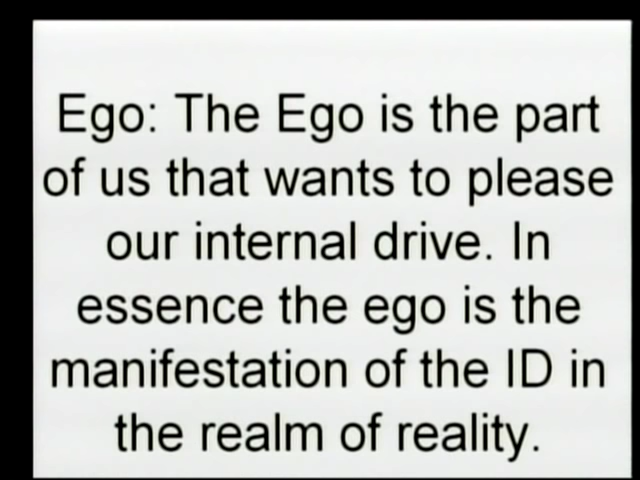 Ego: The Ego is the part
of us that wants to please
our internal drive. In
essence the ego is the
manifestation of the ID in
the realm of reality.